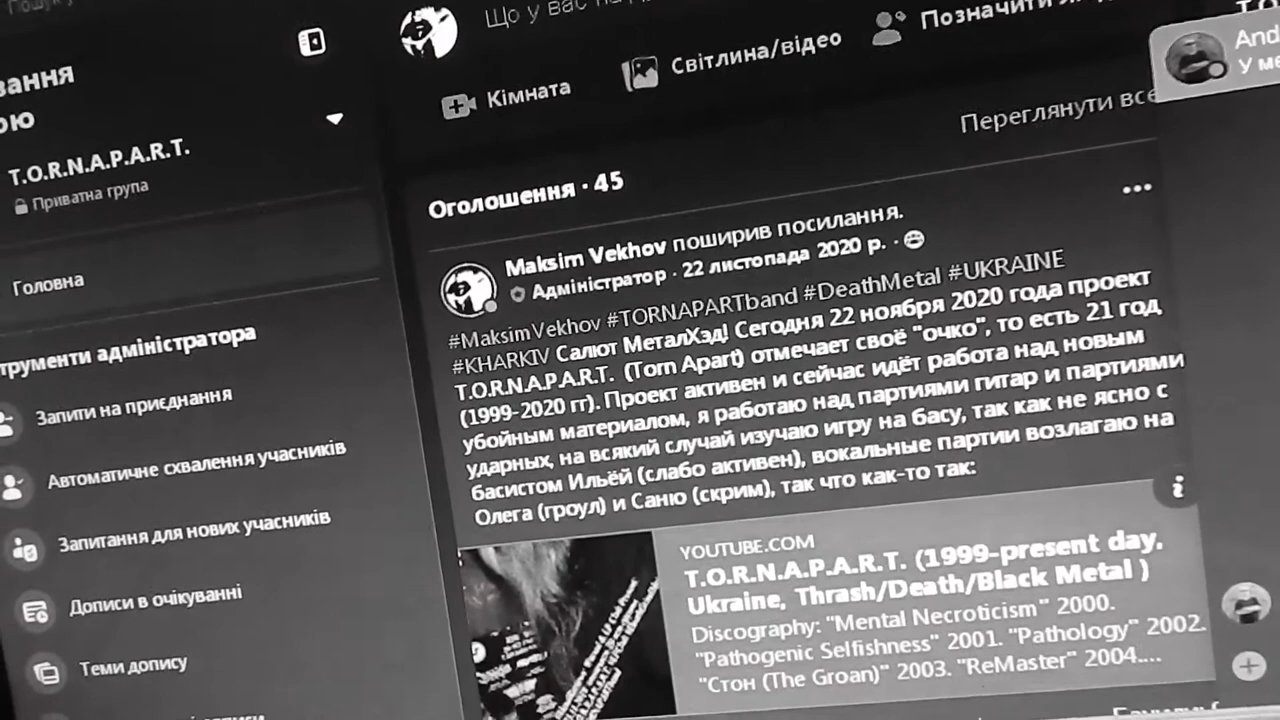 Що у вас на
вання
ою
T.O.R.N.A.P.A.R.T.
Приватна група
Головна
трументи адміністратора
Запити на приєднання
Автоматичне схвалення учасників
Запитання для нових учасників
Дописи в очікуванні
Теми допису
Кімната
Світлина/відео
Позначити
And
У ме
Переглянути все
Оголошення · 45
Maksim Vekhov поширив посилання.
Адміністратор · 22 листопада 2020 р. ·
#MaksimVekhov #TORNAPARTband #DeathMetal #UKRAINE
#KHARKIV Салют МеталХэд! Сегодня 22 ноября 2020 года проект
T.O.R.N.A.P.A.R.T. (Torn Apart) отмечает своё "очко", то есть 21 год
(1999-2020 гг). Проект активен и сейчас идёт работа над новым
убойным материалом, я работаю над партиями гитар и партиями
ударных, на всякий случай изучаю игру на басу, так как не ясно с
басистом Ильёй (слабо активен), вокальные партии возлагаю на
Олега (гроул) и Саню (скрим), так что как-то так:
YOUTUBE.COM
T.O.R.N.A.P.A.R.T. (1999-present day,
Ukraine, Thrash/Death/Black Metal )
Discography: "Mental Necroticism" 2000.
"Pathogenic Selfishness" 2001. "Pathology" 2002.
"Стон (The Groan)" 2003. "ReMaster" 2004....